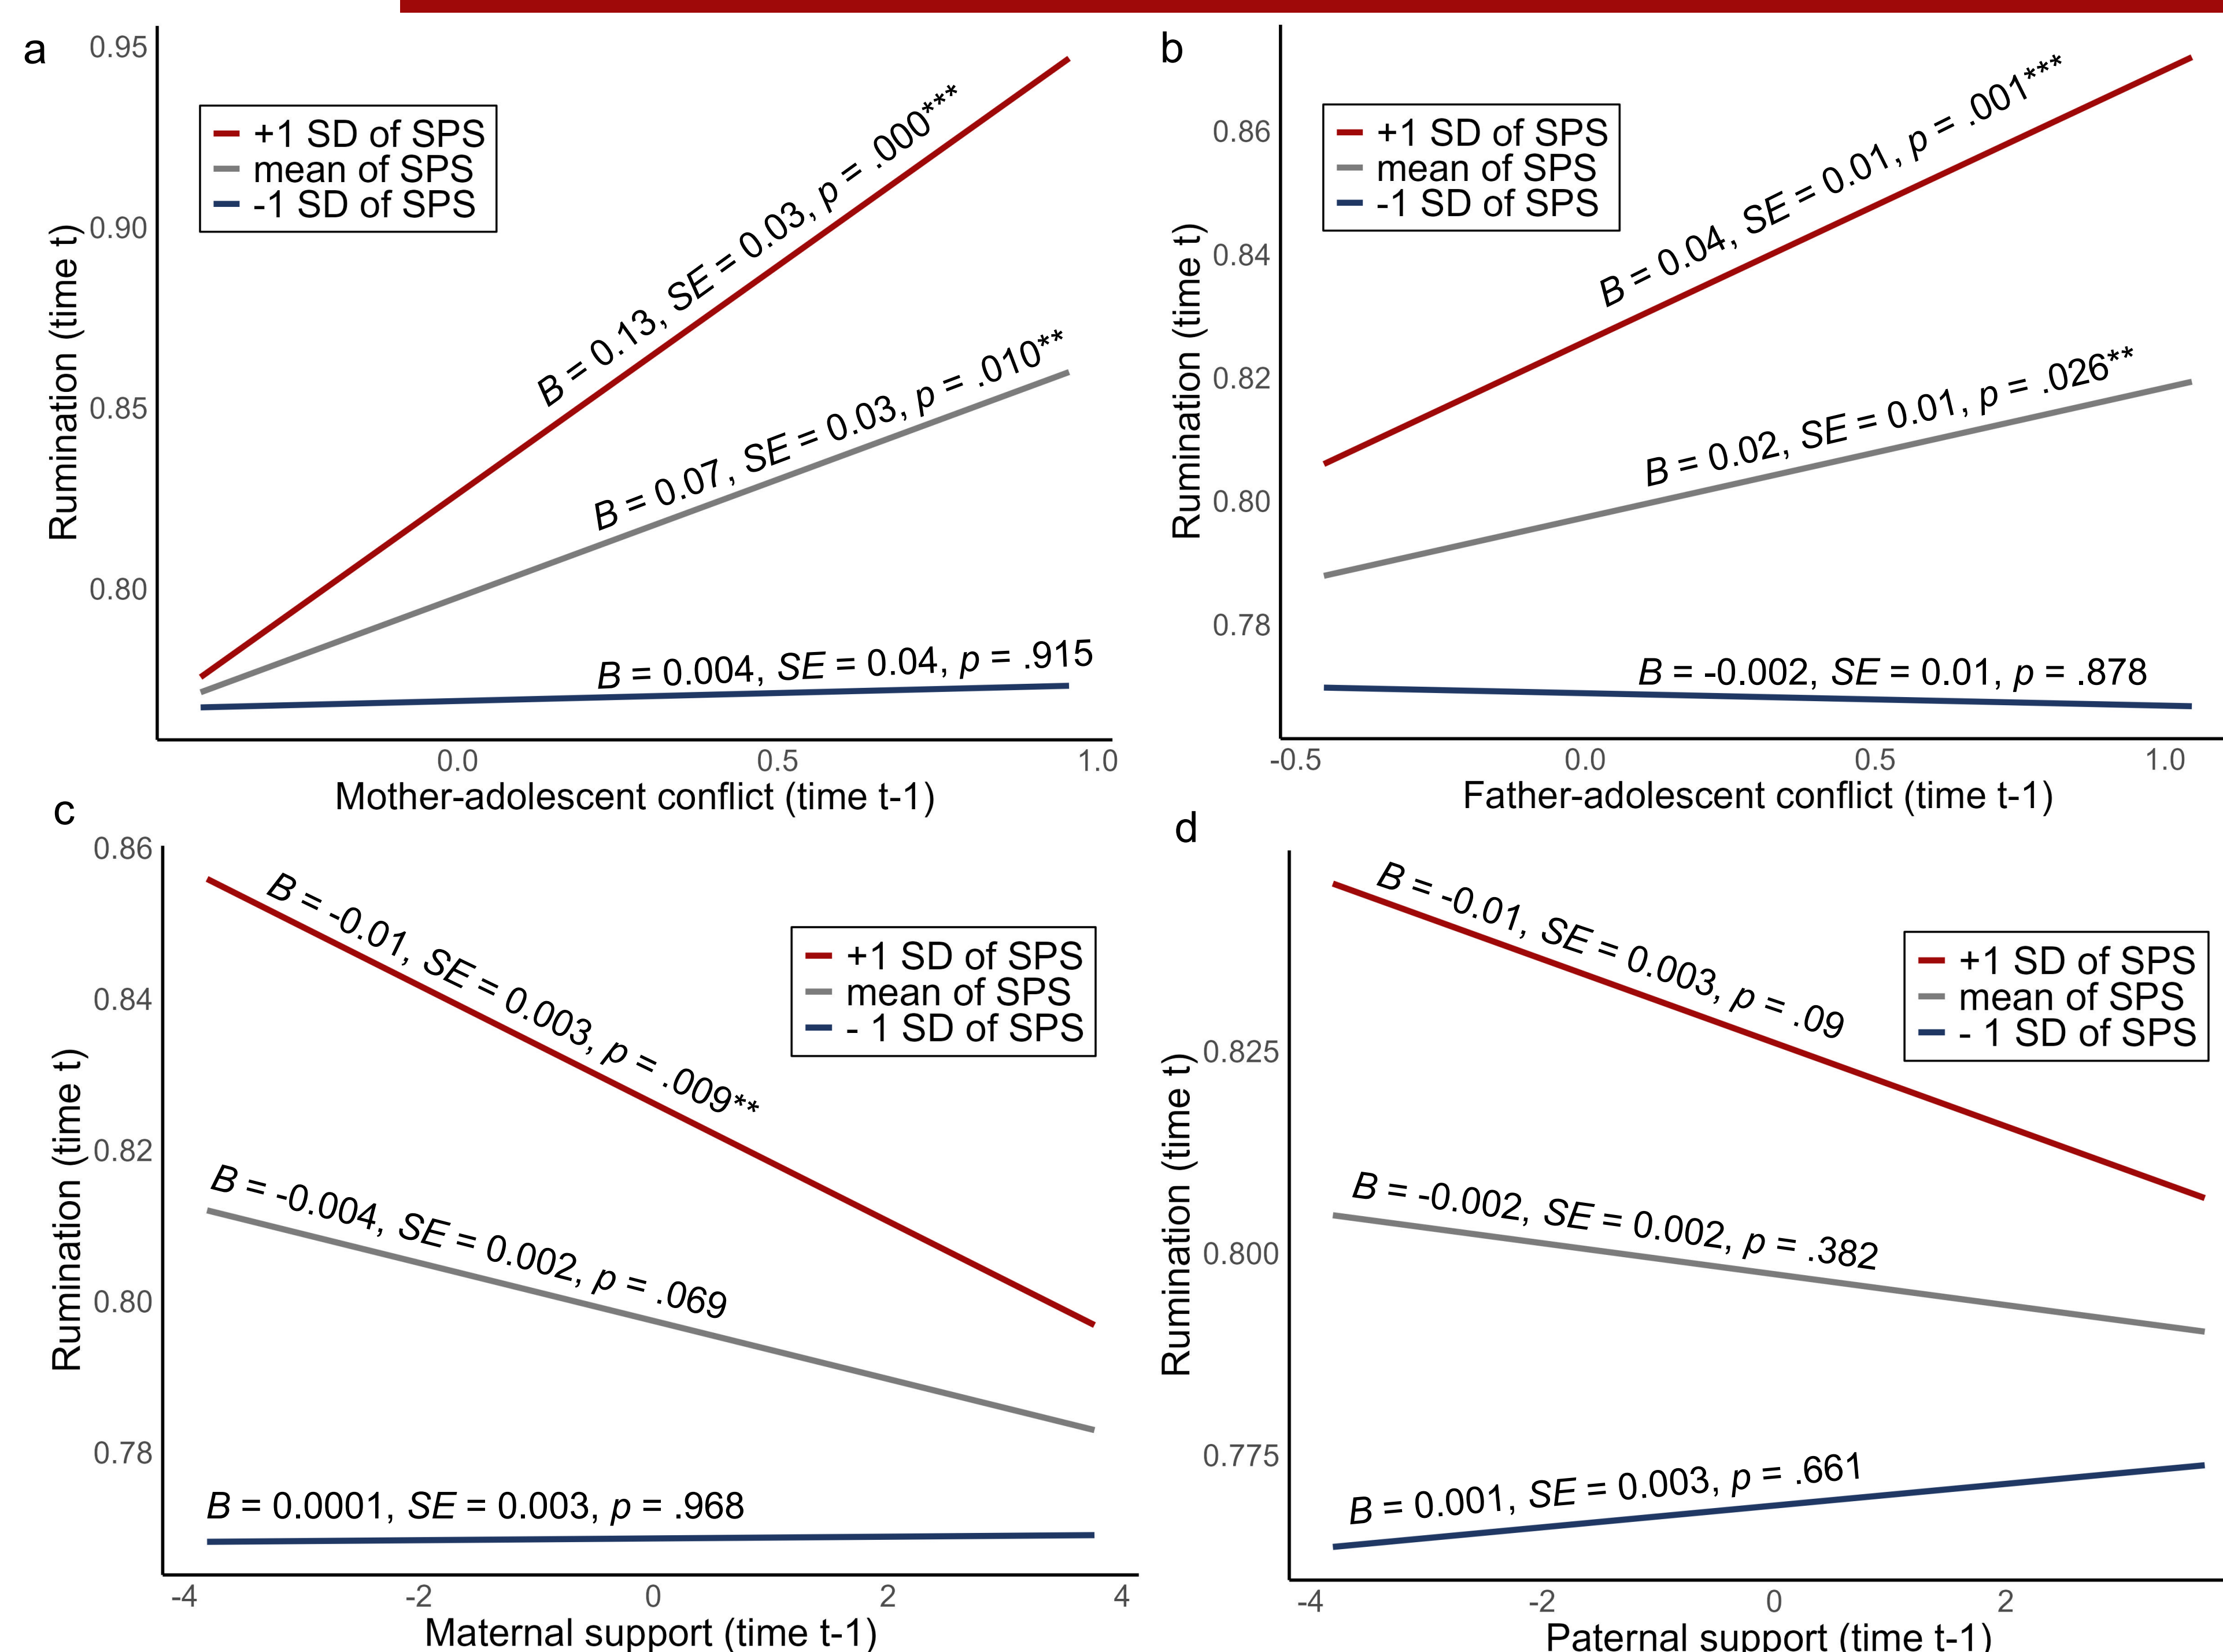 a
0.95
0.90
0.85
0.80
Rumination (time t)
+1 SD of SPS
mean of SPS
-1 SD of SPS
B = 0.13, SE = 0.03, p = .000***
B = 0.07, SE = 0.03, p = .010**
B = 0.004, SE = 0.04, p = .915
0.0 0.5 1.0
Mother-adolescent conflict (time t-1)
b
0.86
0.84
0.82
0.80
0.78
Rumination (time t)
+1 SD of SPS
mean of SPS
-1 SD of SPS
B = 0.04, SE = 0.01, p = .001***
B = 0.02, SE = 0.01, p = .026**
B = -0.002, SE = 0.01, p = .878
-0.5 0.0 0.5 1.0
Father-adolescent conflict (time t-1)
c
0.86
0.84
0.82
0.80
0.78
Rumination (time t)
B = -0.01, SE = 0.003, p = .009**
+1 SD of SPS
mean of SPS
- 1 SD of SPS
B = -0.004, SE = 0.002, p = .069
B = 0.0001, SE = 0.003, p = .968
-4 -2 0 2 4
Maternal support (time t-1)
d
0.825
0.800
0.775
Rumination (time t)
B = -0.01, SE = 0.003, p = .09
+1 SD of SPS
mean of SPS
- 1 SD of SPS
B = -0.002, SE = 0.002, p = .382
B = 0.001, SE = 0.003, p = .661
-4 -2 0 2
Paternal support (time t-1)